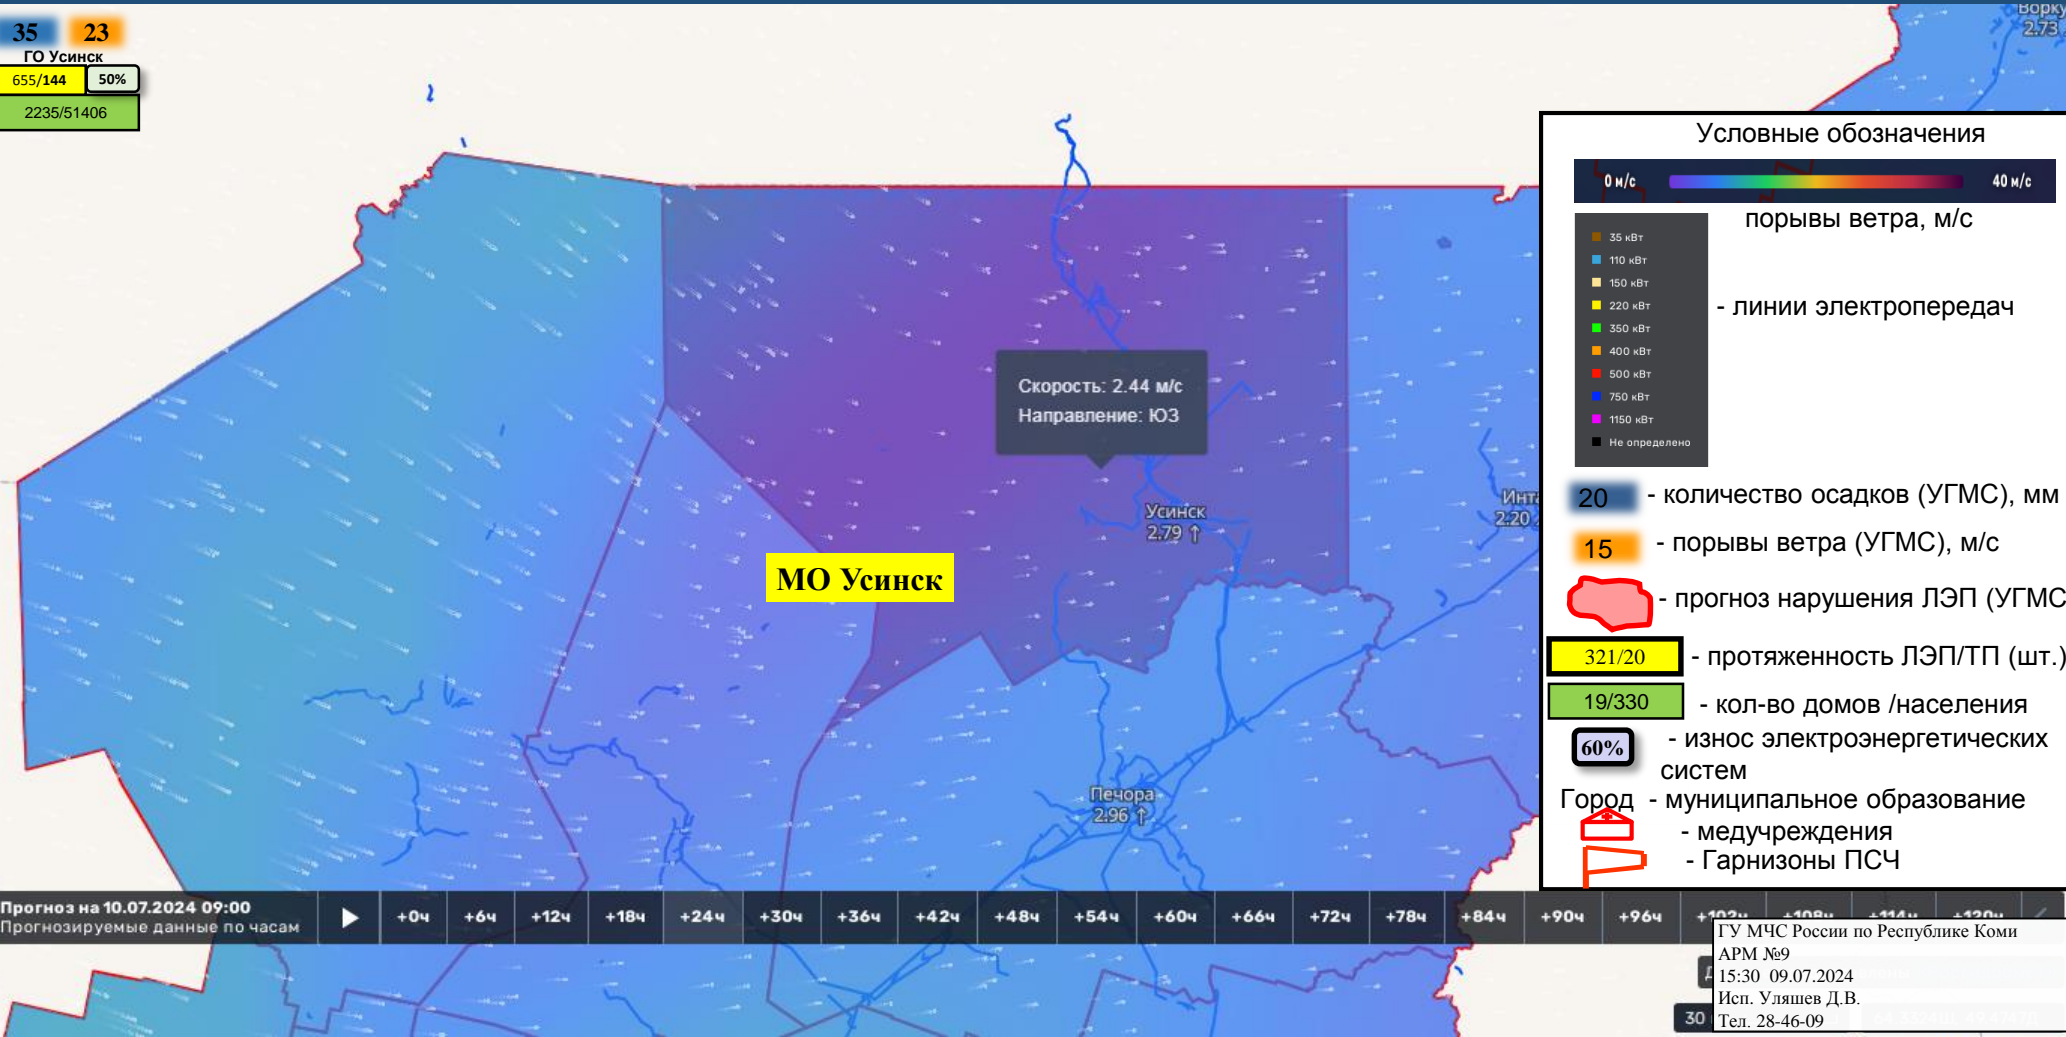 35 23
ГО Усинск
655/144 50%
2235/51406
2.73
Условные обозначения
0 м/с 40 м/с
порывы ветра, м/с
35 кВт
110 кВт
150 кВт
220 кВт
350 кВт
400 кВт
500 кВт
750 кВт
1150 кВт
Не определено
- линии электропередач
20 - количество осадков (УГМС), мм
15 - порывы ветра (УГМС), м/с
- прогноз нарушения ЛЭП (УГМС
321/20 - протяженность ЛЭП/ТП (шт.)
19/330 - кол-во домов /населения
60% - износ электроэнергетических
систем
Город - муниципальное образование
- медучреждения
- Гарнизоны ПСЧ
Скорость: 2.44 м/с
Направление: ЮЗ
Усинск
2.79 ↑
Инта
2.20
МО Усинск
Печора
2.96 ↑
Прогноз на 10.07.2024 09:00
Прогнозируемые данные по часам
+0ч +6ч +12ч +18ч +24ч +30ч +36ч +42ч +48ч +54ч +60ч +66ч +72ч +78ч +84ч +90ч +96ч +102ч +108ч +114ч +120ч
ГУ МЧС России по Республике Коми
АРМ №9
15:30 09.07.2024
Исп. Уляшев Д.В.
Тел. 28-46-09
30